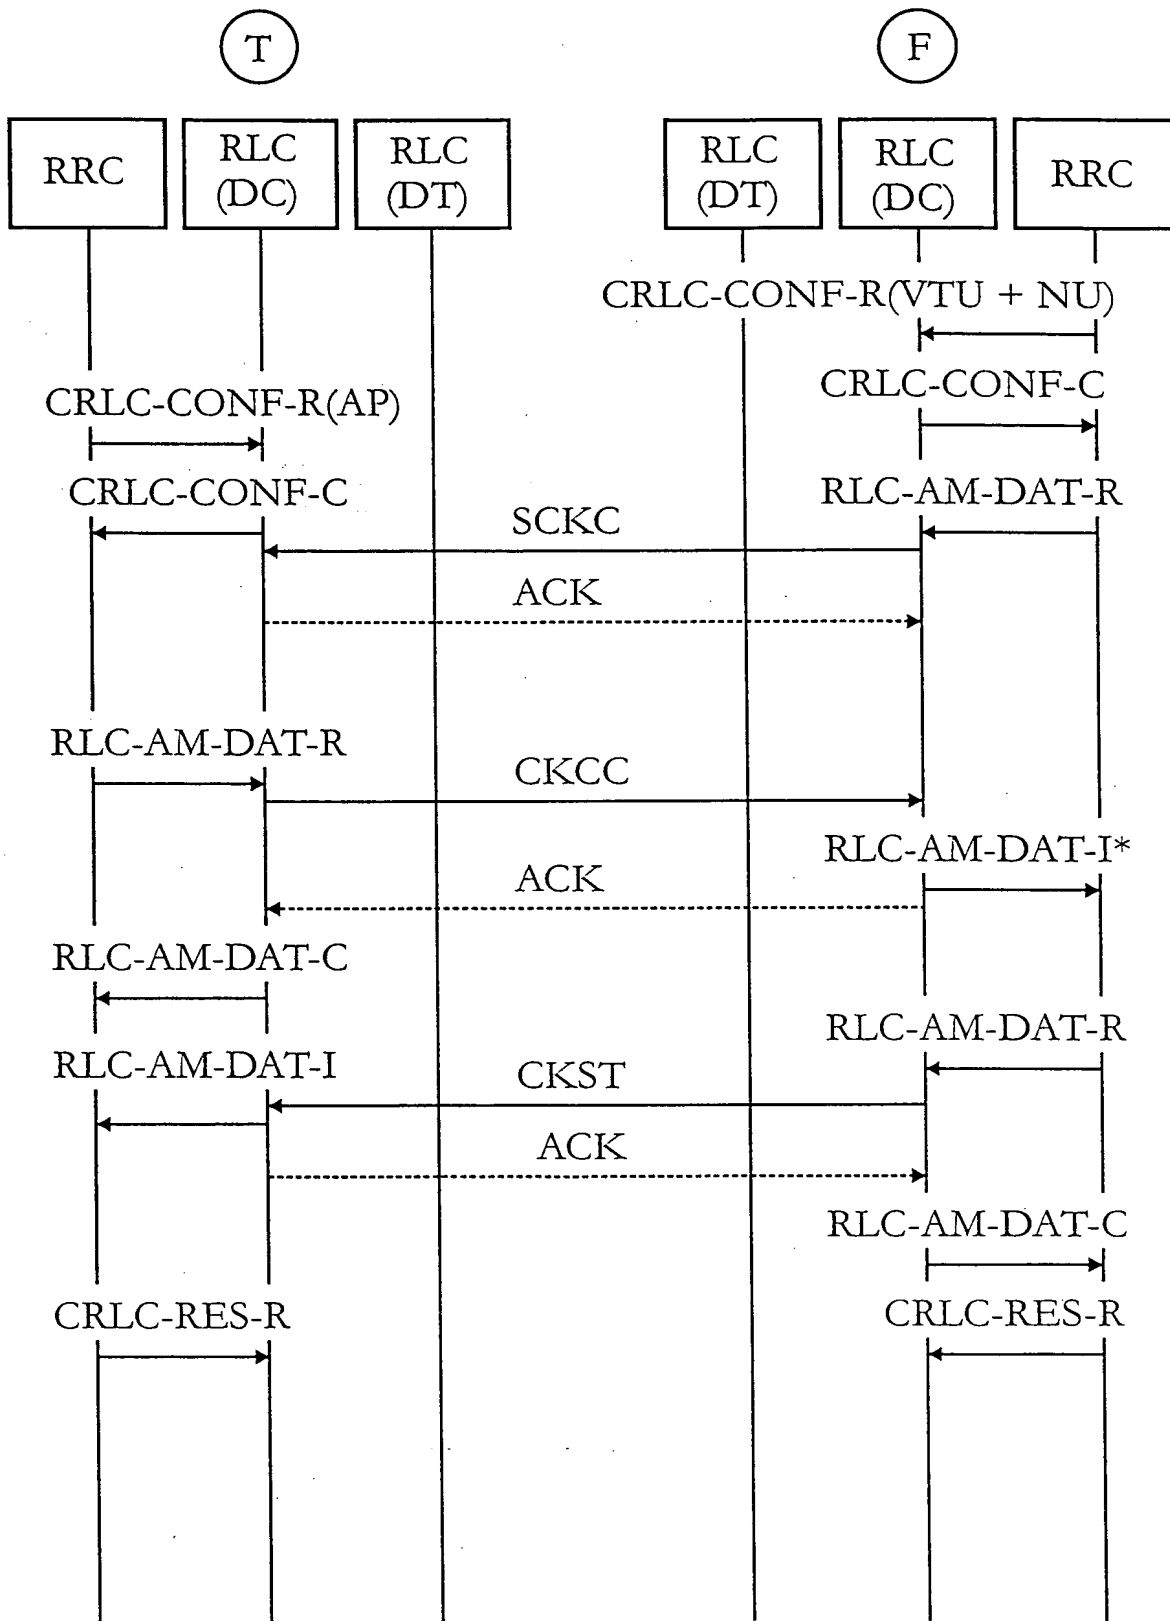 T
F
RRC
RLC
(DC)
RLC
(DT)
RLC
(DT)
RLC
(DC)
RRC
CRLC-CONF-R(VTU + NU)
CRLC-CONF-C
CRLC-CONF-R(AP)
CRLC-CONF-C
RLC-AM-DAT-R
SCKC
ACK
RLC-AM-DAT-R
CKCC
RLC-AM-DAT-I*
ACK
RLC-AM-DAT-C
RLC-AM-DAT-R
RLC-AM-DAT-I
CKST
ACK
RLC-AM-DAT-C
CRLC-RES-R
CRLC-RES-R